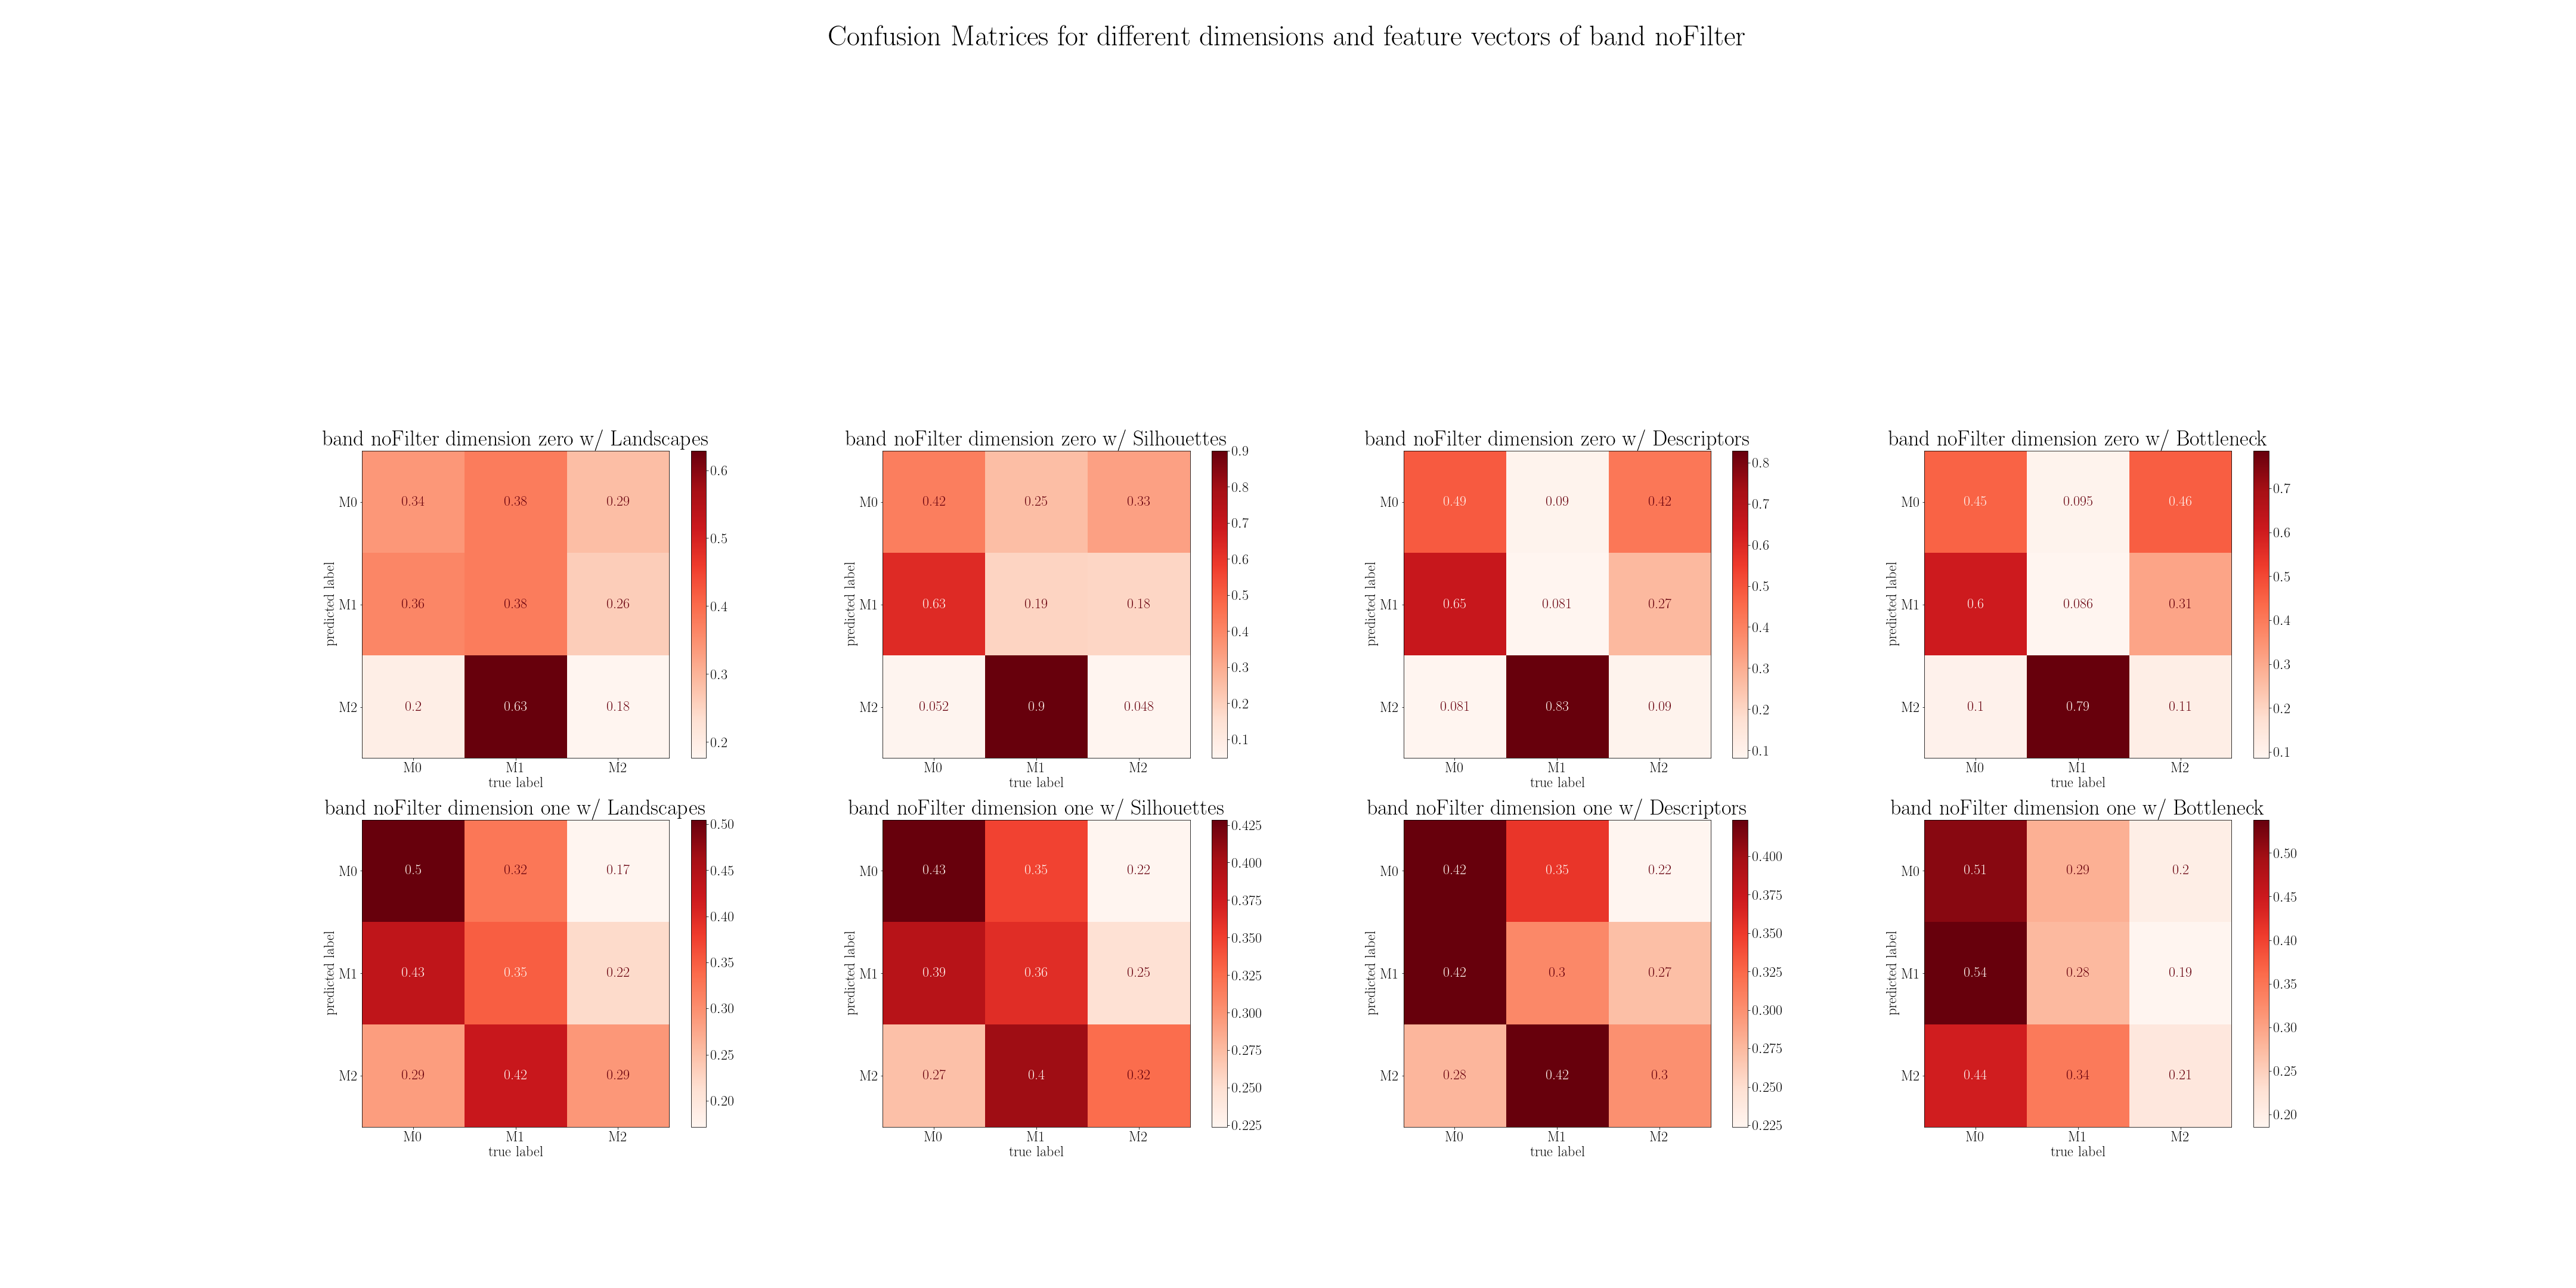 Confusion Matrices for different dimensions and feature vectors of band noFilter
band noFilter dimension zero w/ Landscapes
M0 0.34 0.38 0.29
M1 0.36 0.38 0.26
M2 0.2 0.63 0.18
M0 M1 M2
true label
predicted label
0.6
0.5
0.4
0.3
0.2
band noFilter dimension zero w/ Silhouettes
M0 0.42 0.25 0.33
M1 0.63 0.19 0.18
M2 0.052 0.9 0.048
M0 M1 M2
true label
predicted label
0.9
0.8
0.7
0.6
0.5
0.4
0.3
0.2
0.1
band noFilter dimension zero w/ Descriptors
M0 0.49 0.09 0.42
M1 0.65 0.081 0.27
M2 0.081 0.83 0.09
M0 M1 M2
true label
predicted label
0.8
0.7
0.6
0.5
0.4
0.3
0.2
0.1
band noFilter dimension zero w/ Bottleneck
M0 0.45 0.095 0.46
M1 0.6 0.086 0.31
M2 0.1 0.79 0.11
M0 M1 M2
true label
predicted label
0.7
0.6
0.5
0.4
0.3
0.2
0.1
band noFilter dimension one w/ Landscapes
M0 0.5 0.32 0.17
M1 0.43 0.35 0.22
M2 0.29 0.42 0.29
M0 M1 M2
true label
predicted label
0.50
0.45
0.40
0.35
0.30
0.25
0.20
band noFilter dimension one w/ Silhouettes
M0 0.43 0.35 0.22
M1 0.39 0.36 0.25
M2 0.27 0.4 0.32
M0 M1 M2
true label
predicted label
0.425
0.400
0.375
0.350
0.325
0.300
0.275
0.250
0.225
band noFilter dimension one w/ Descriptors
M0 0.42 0.35 0.22
M1 0.42 0.3 0.27
M2 0.28 0.42 0.3
M0 M1 M2
true label
predicted label
0.400
0.375
0.350
0.325
0.300
0.275
0.250
0.225
band noFilter dimension one w/ Bottleneck
M0 0.51 0.29 0.2
M1 0.54 0.28 0.19
M2 0.44 0.34 0.21
M0 M1 M2
true label
predicted label
0.50
0.45
0.40
0.35
0.30
0.25
0.20